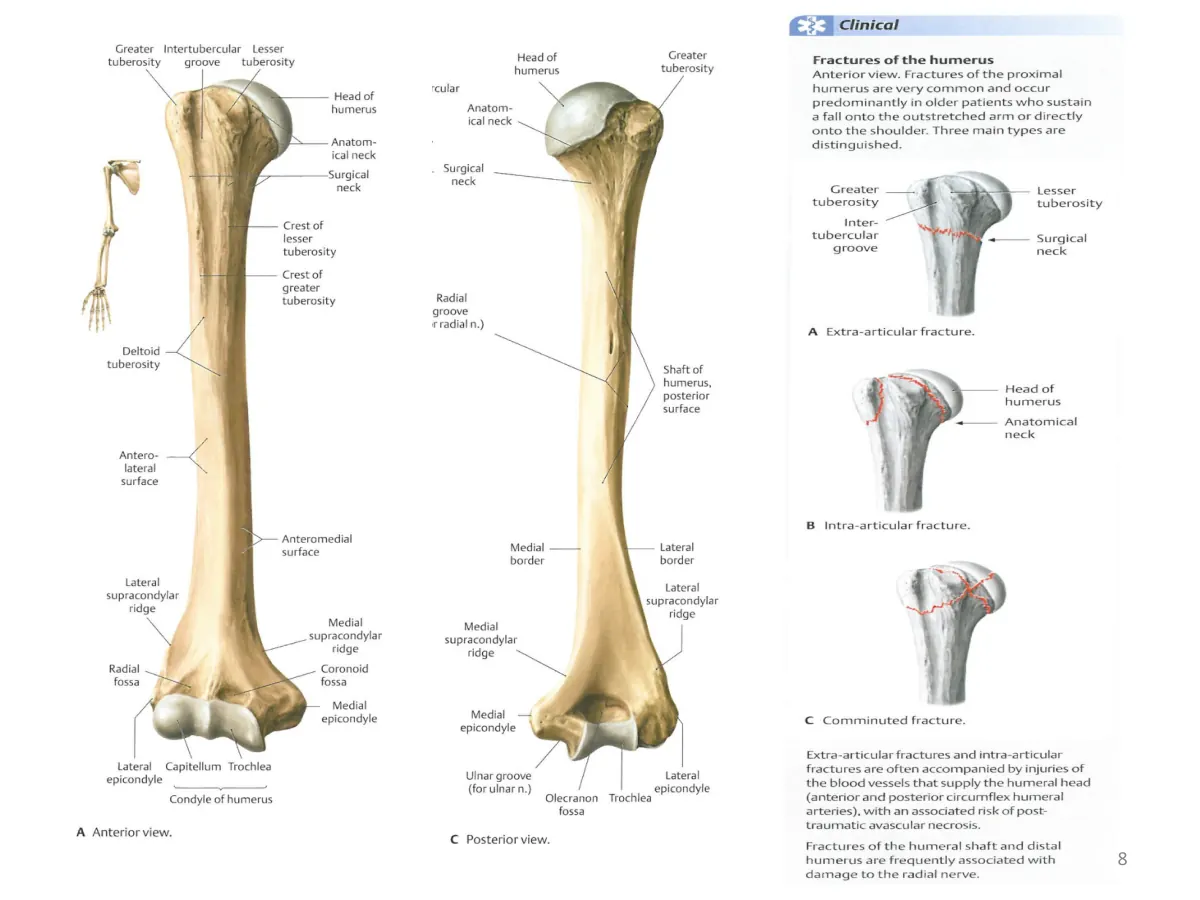 Greater
tuberosity
Intertubercular
groove
Lesser
tuberosity
Head of
humerus
Anatom-
ical neck
Surgical
neck
Crest of
lesser
tuberosity
Crest of
greater
tuberosity
Deltoid
tuberosity
Antero-
lateral
surface
Anteromedial
surface
Lateral
supracondylar
ridge
Medial
supracondylar
ridge
Radial
fossa
Coronoid
fossa
Medial
epicondyle
Lateral
epicondyle
Capitellum
Trochlea
Condyle of humerus
A Anterior view.
rcular
Head of
humerus
Greater
tuberosity
Anatom-
ical neck
Surgical
neck
Radial
groove
r radial n.)
Shaft of
humerus,
posterior
surface
Medial
border
Lateral
border
Lateral
supracondylar
ridge
Medial
supracondylar
ridge
Medial
epicondyle
Ulnar groove
(for ulnar n.)
Olecranon
fossa
Trochlea
Lateral
epicondyle
C Posterior view.
Clinical
Fractures of the humerus
Anterior view. Fractures of the proximal
humerus are very common and occur
predominantly in older patients who sustain
a fall onto the outstretched arm or directly
onto the shoulder. Three main types are
distinguished.
Greater
tuberosity
Inter-
tubercular
groove
Lesser
tuberosity
Surgical
neck
A Extra-articular fracture.
Head of
humerus
Anatomical
neck
B Intra-articular fracture.
C Comminuted fracture.
Extra-articular fractures and intra-articular
fractures are often accompanied by injuries of
the blood vessels that supply the humeral head
(anterior and posterior circumflex humeral
arteries), with an associated risk of post-
traumatic avascular necrosis.
Fractures of the humeral shaft and distal
humerus are frequently associated with
damage to the radial nerve.
8